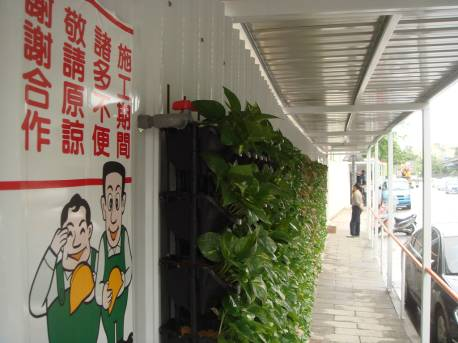 施工期間
諸多不便
敬請原諒
謝謝合作